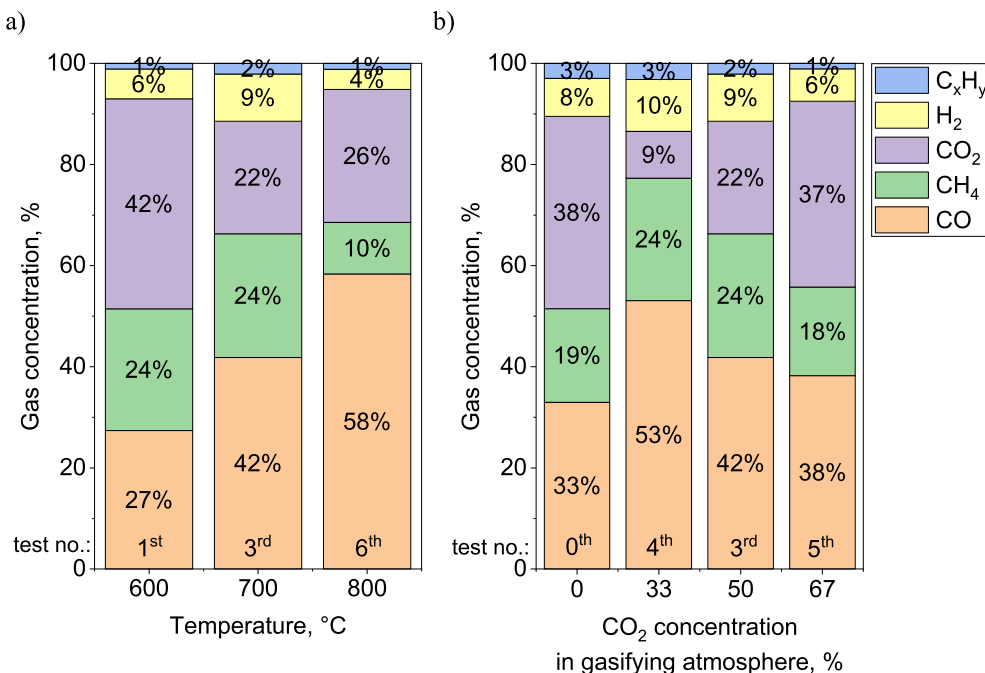 a)
b)
Gas concentration, %
100
80
60
40
20
0
1%
6%
42%
24%
27%
1st
2%
9%
22%
24%
42%
3rd
1%
4%
26%
10%
58%
6th
test no.:
600
700
800
Temperature, °C
Gas concentration, %
100
80
60
40
20
0
3%
8%
38%
19%
33%
0th
3%
10%
9%
24%
53%
4th
2%
9%
22%
24%
42%
3rd
1%
6%
37%
18%
38%
5th
test no.:
0
33
50
67
CO2 concentration
in gasifying atmosphere, %
CxHy
H2
CO2
CH4
CO